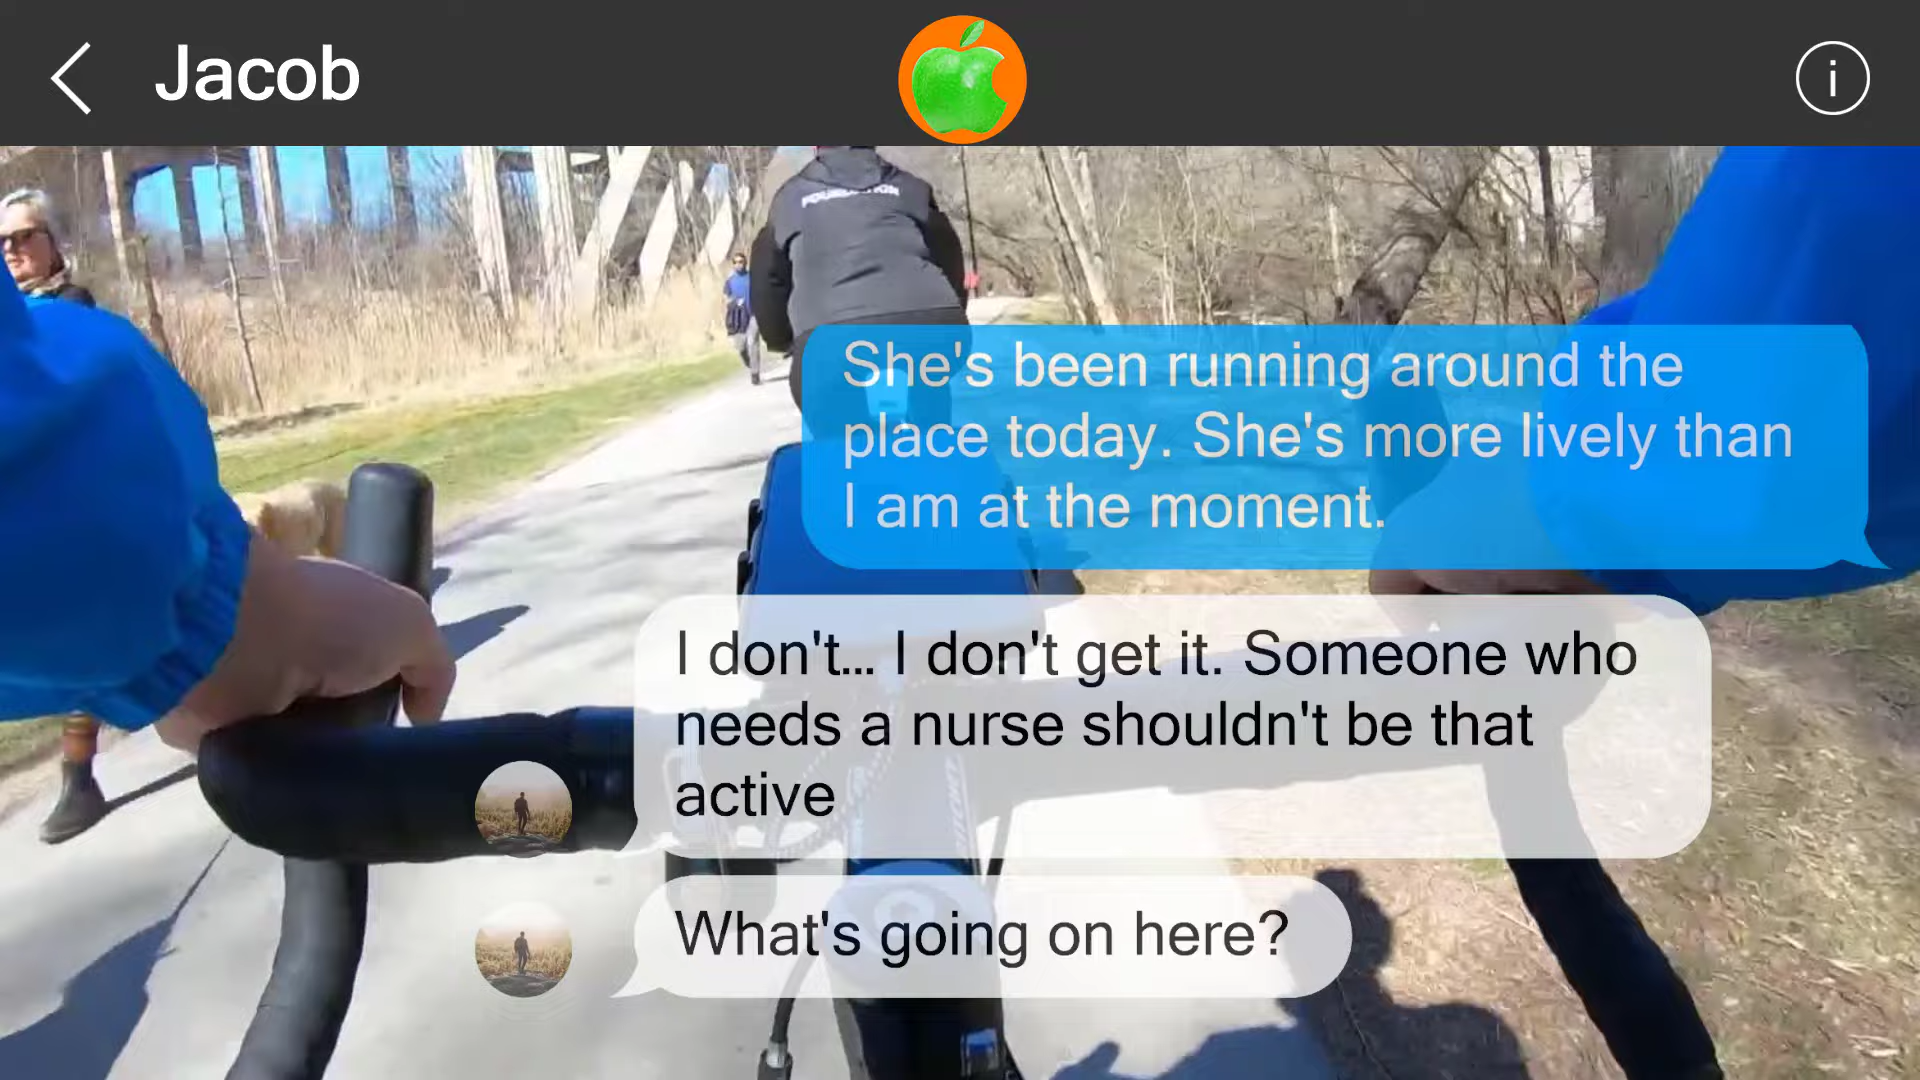 Jacob
She's been running around the
place today. She's more lively than
I am at the moment.
I don't... I don't get it. Someone who
needs a nurse shouldn't be that
active
What's going on here?